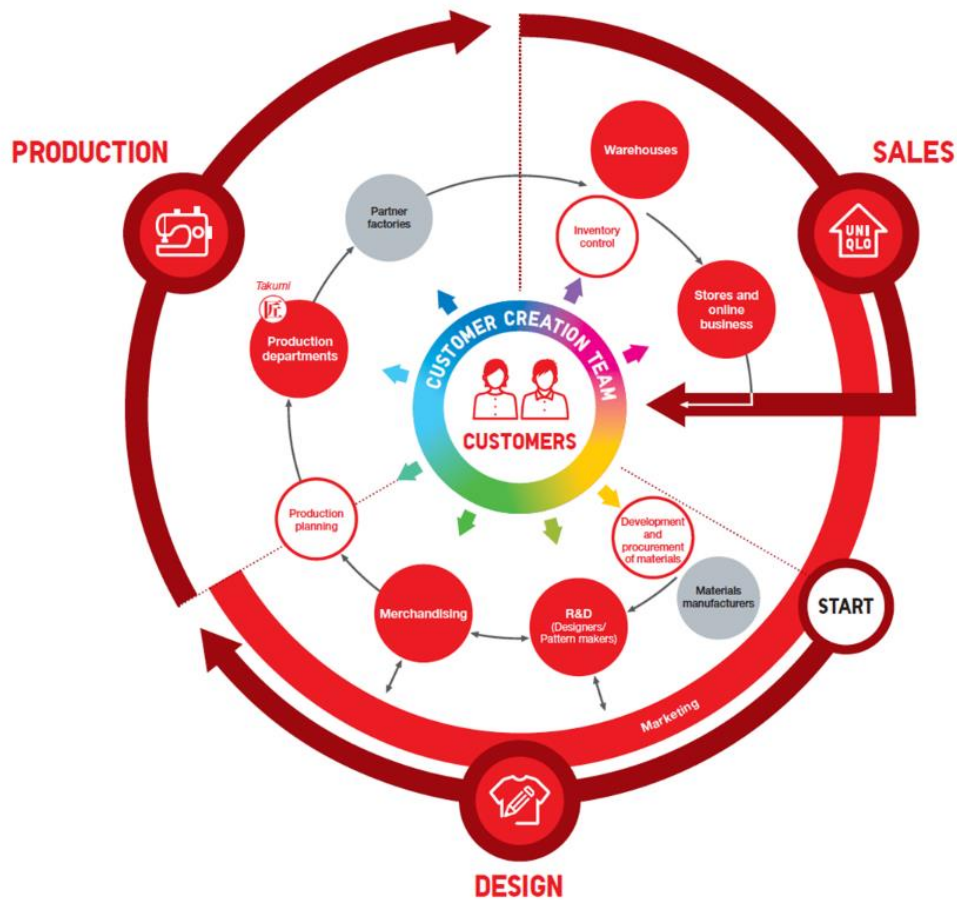 PRODUCTION
SALES
Warehouses
Partner
factories
Inventory
control
UNI
QLO
Takumi
匠
Stores and
online
business
Production
departments
CUSTOMER CREATION TEAM
CUSTOMERS
Production
planning
Development
and
procurement
of materials
Materials
manufacturers
START
Merchandising
R&D
(Designers/
Pattern makers)
Marketing
DESIGN